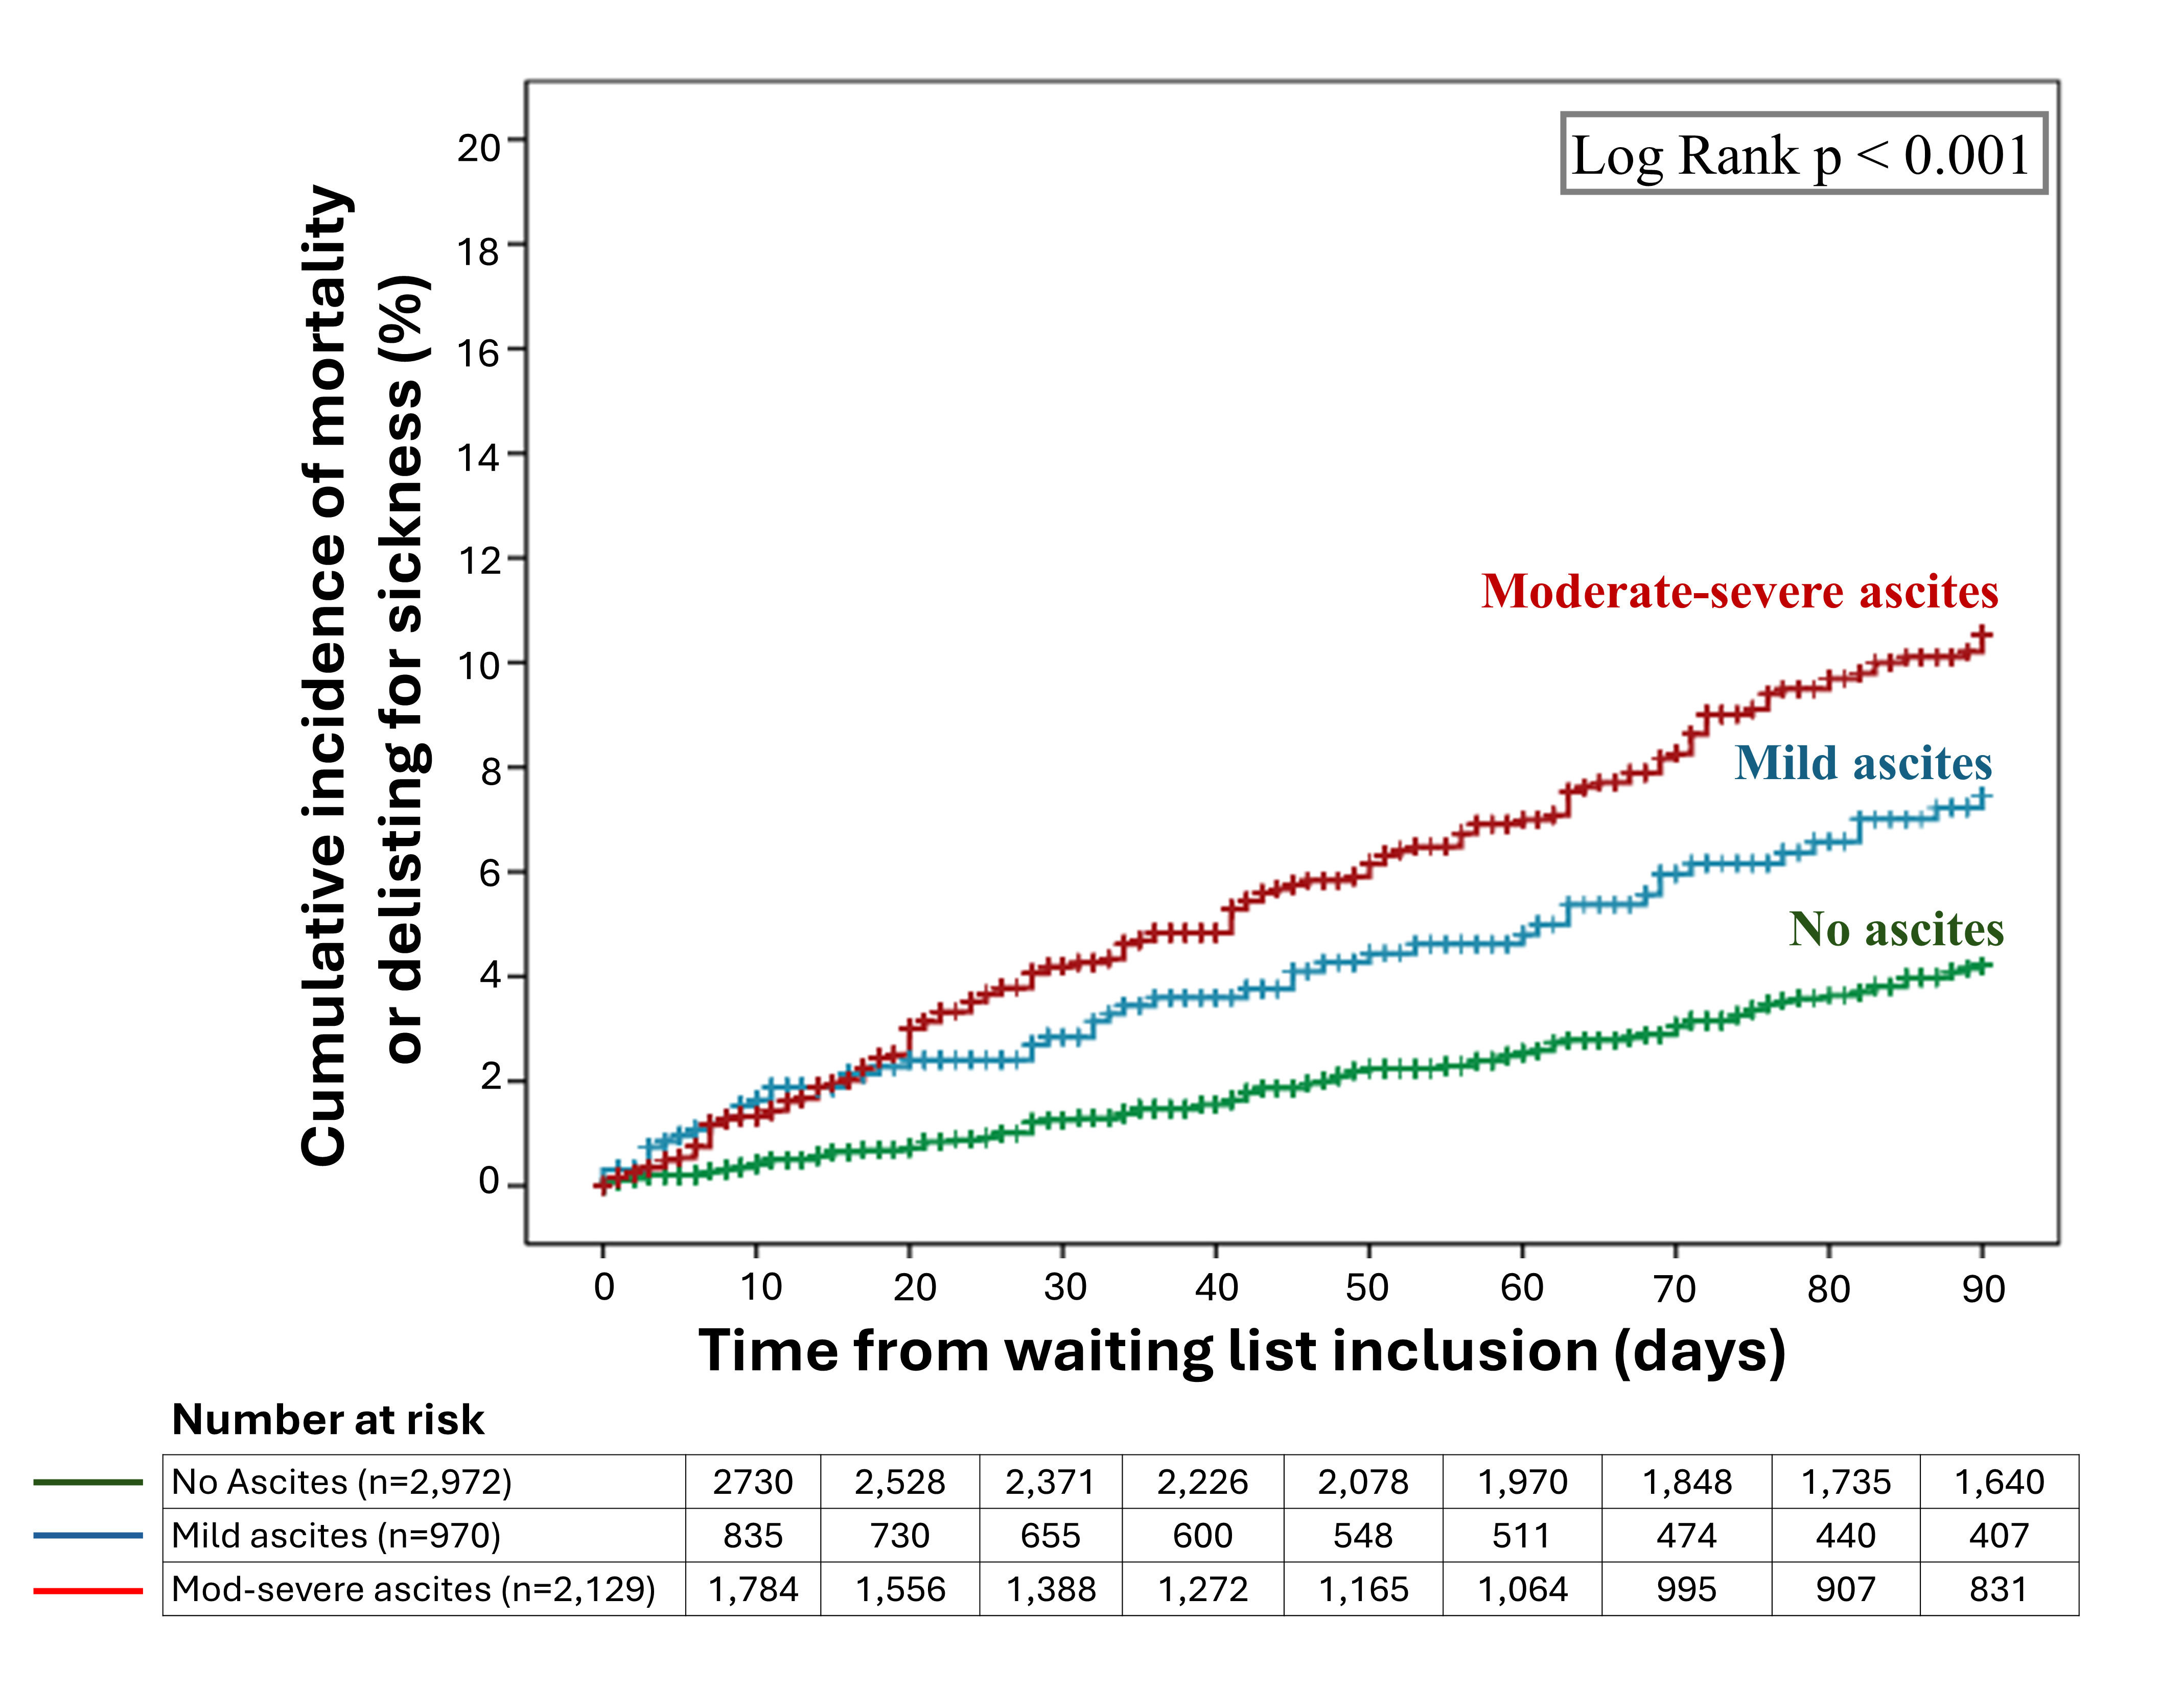 Cumulative incidence of mortality
or delisting for sickness (%)
20
18
16
14
12
10
8
6
4
2
0
Log Rank p < 0.001
Moderate-severe ascites
Mild ascites
No ascites
0 10 20 30 40 50 60 70 80 90
Time from waiting list inclusion (days)
Number at risk
No Ascites (n=2,972) 2730 2,528 2,371 2,226 2,078 1,970 1,848 1,735 1,640
Mild ascites (n=970) 835 730 655 600 548 511 474 440 407
Mod-severe ascites (n=2,129) 1,784 1,556 1,388 1,272 1,165 1,064 995 907 831